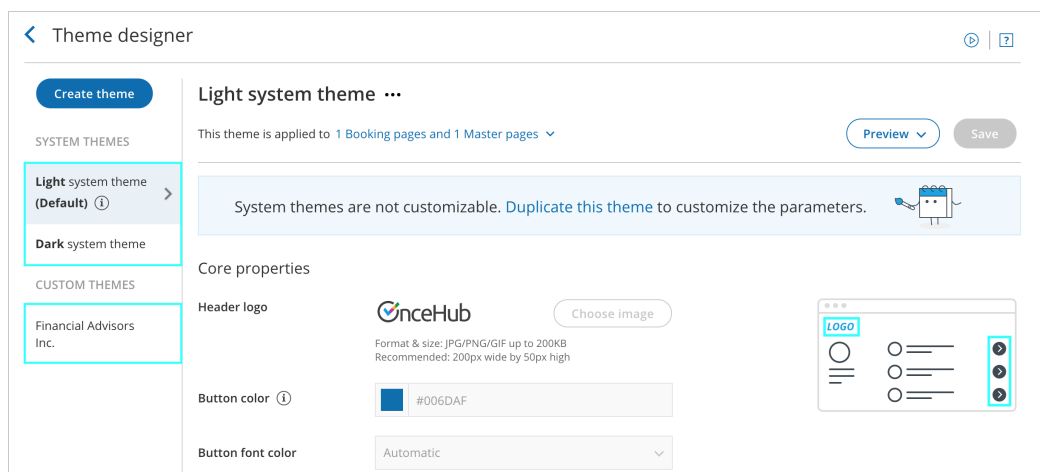 Theme designer
?
Create theme
SYSTEM THEMES
Light system theme
(Default) i
Dark system theme
CUSTOM THEMES
Financial Advisors
Inc.
Light system theme ...
This theme is applied to 1 Booking pages and 1 Master pages
Preview
Save
System themes are not customizable. Duplicate this theme to customize the parameters.
Core properties
Header logo
OnceHub
Choose image
Format & size: JPG/PNG/GIF up to 200KB
Recommended: 200px wide by 50px high
LOGO
Button color i
#006DAF
Button font color
Automatic